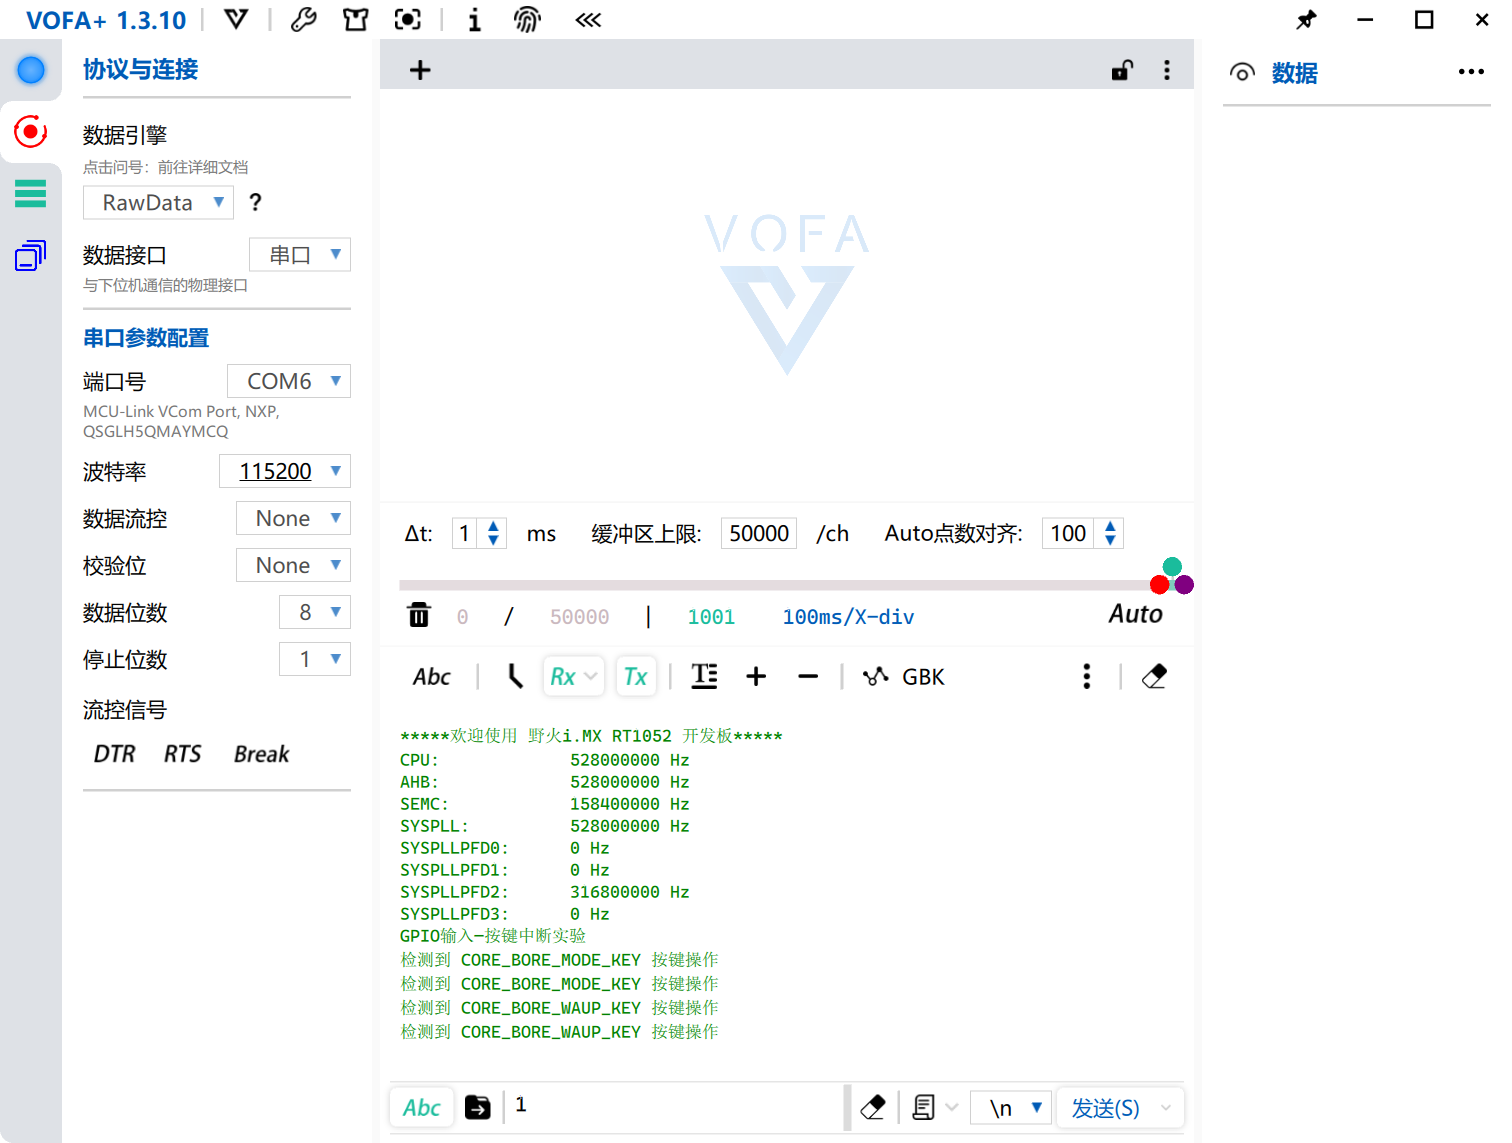 VOFA+ 1.3.10
协议与连接
数据引擎
点击问号：前往详细文档
RawData ?
数据接口 串口
与下位机通信的物理接口
串口参数配置
端口号 COM6
MCU-Link VCom Port, NXP,
QSGLH5QMAYMCQ
波特率 115200
数据流控 None
校验位 None
数据位数 8
停止位数 1
流控信号
DTR RTS Break
VOFA
Δt: 1 ms 缓冲区上限: 50000 /ch Auto点数对齐: 100
0 / 50000 | 1001 100ms/X-div Auto
Abc Rx Tx GBK
*****欢迎使用 野火i.MX RT1052 开发板*****
CPU: 528000000 Hz
AHB: 528000000 Hz
SEMC: 158400000 Hz
SYSPLL: 528000000 Hz
SYSPLLPFD0: 0 Hz
SYSPLLPFD1: 0 Hz
SYSPLLPFD2: 316800000 Hz
SYSPLLPFD3: 0 Hz
GPIO输入—按键中断实验
检测到 CORE_BORE_MODE_KEY 按键操作
检测到 CORE_BORE_MODE_KEY 按键操作
检测到 CORE_BORE_WAUP_KEY 按键操作
检测到 CORE_BORE_WAUP_KEY 按键操作
Abc 1 \n 发送(S)
数据